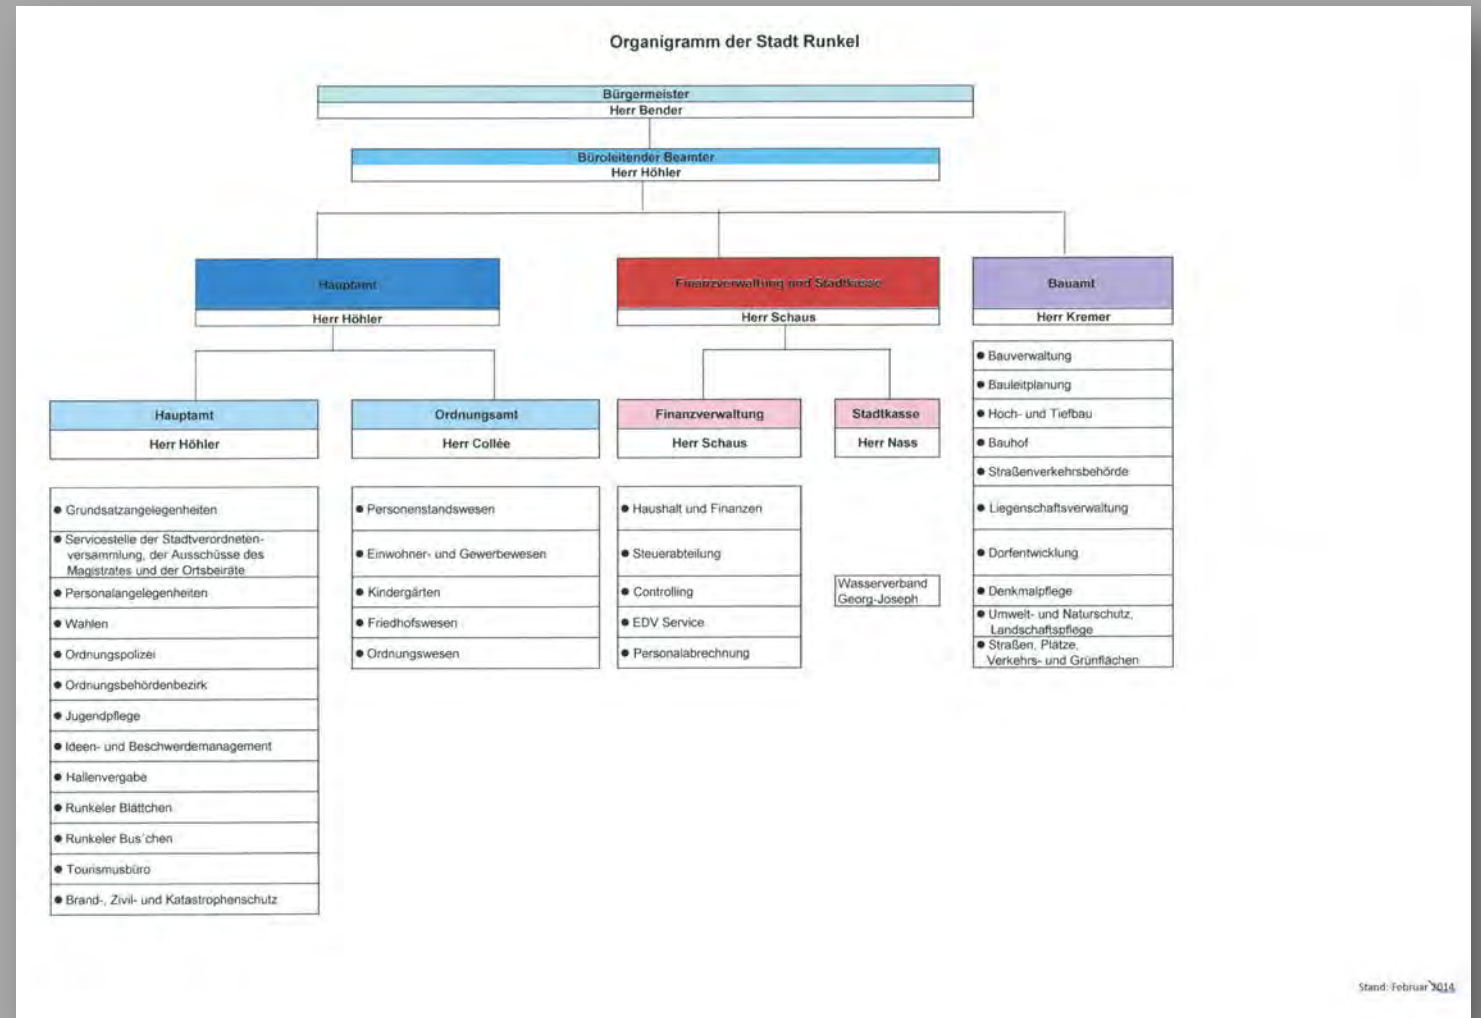 Organigramm der Stadt Runkel
Bürgermeister
Herr Bender
Büroleitender Beamter
Herr Höhler
Hauptamt
Herr Höhler
Finanzverwaltung und Stadtkasse
Herr Schaus
Bauamt
Herr Kremer
Hauptamt
Herr Höhler
Ordnungsamt
Herr Collée
Finanzverwaltung
Herr Schaus
Stadtkasse
Herr Nass
● Grundsatzangelegenheiten
● Servicestelle der Stadtverordneten-
versammlung, der Ausschüsse des
Magistrates und der Ortsbeiräte
● Personalangelegenheiten
● Wahlen
● Ordnungspolizei
● Ordnungsbehördenbezirk
● Jugendpflege
● Ideen- und Beschwerdemanagement
● Hallenvergabe
● Runkeler Blättchen
● Runkeler Bus´chen
● Tourismusbüro
● Brand-, Zivil- und Katastrophenschutz
● Personenstandswesen
● Einwohner- und Gewerbewesen
● Kindergärten
● Friedhofswesen
● Ordnungswesen
● Haushalt und Finanzen
● Steuerabteilung
● Controlling
● EDV Service
● Personalabrechnung
Wasserverband
Georg-Joseph
● Bauverwaltung
● Bauleitplanung
● Hoch- und Tiefbau
● Bauhof
● Straßenverkehrsbehörde
● Liegenschaftsverwaltung
● Dorfentwicklung
● Denkmalpflege
● Umwelt- und Naturschutz,
Landschaftspflege
● Straßen, Plätze,
Verkehrs- und Grünflächen
Stand: Februar 2014